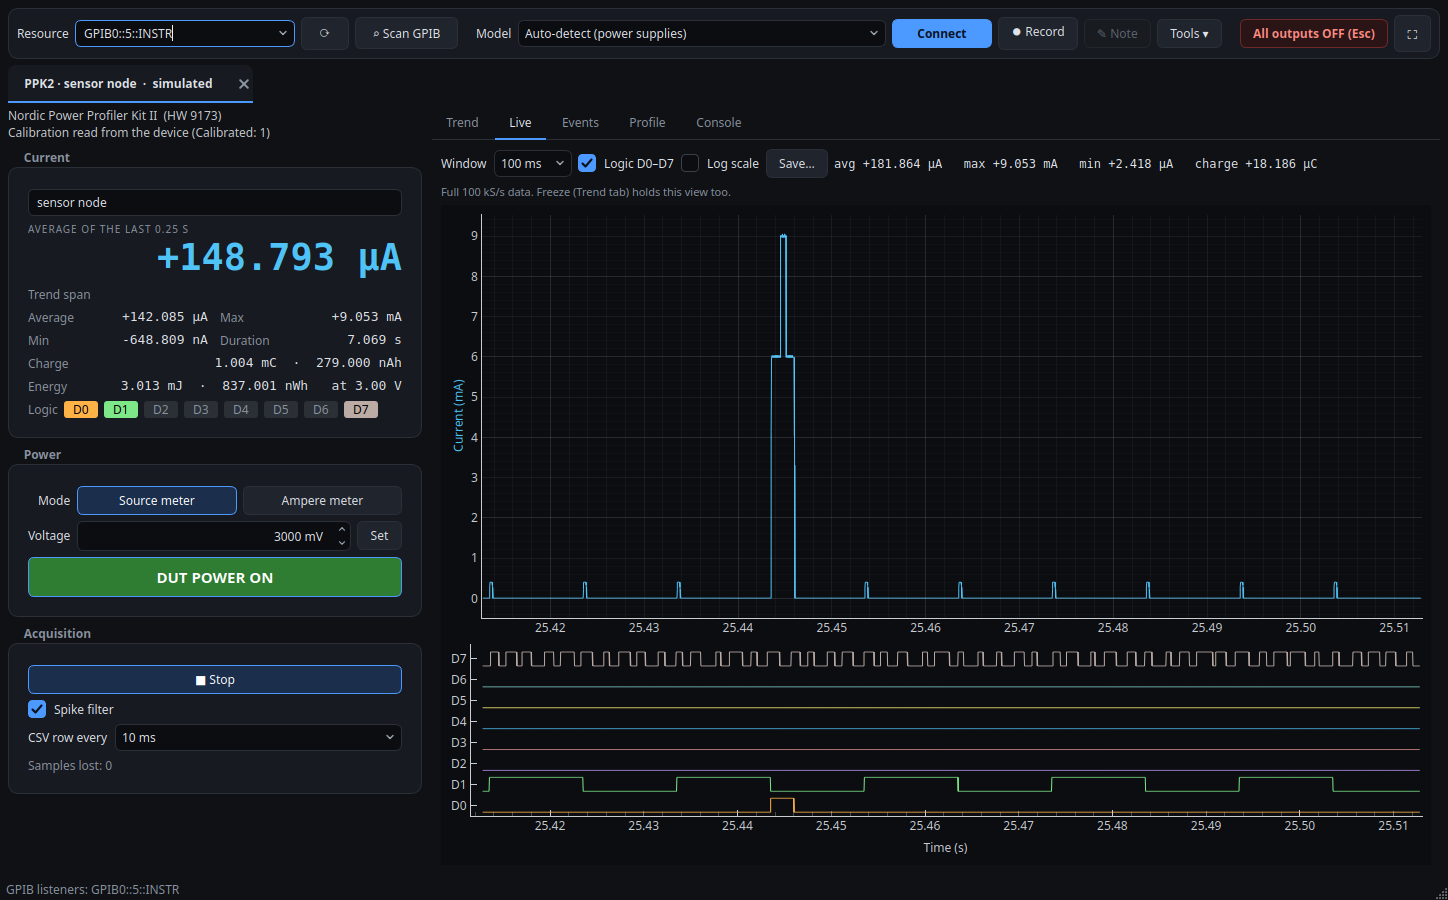 Resource GPIB0::5::INSTR ⟳ ⌕ Scan GPIB Model Auto-detect (power supplies) Connect ● Record ✎ Note Tools ▾ All outputs OFF (Esc) ⛶
PPK2 · sensor node · simulated ✕
Nordic Power Profiler Kit II (HW 9173)
Calibration read from the device (Calibrated: 1)
Current
sensor node
AVERAGE OF THE LAST 0.25 S
+148.793 µA
Trend span
Average +142.085 µA Max +9.053 mA
Min -648.809 nA Duration 7.069 s
Charge 1.004 mC · 279.000 nAh
Energy 3.013 mJ · 837.001 nWh at 3.00 V
Logic D0 D1 D2 D3 D4 D5 D6 D7
Power
Mode Source meter Ampere meter
Voltage 3000 mV Set
DUT POWER ON
Acquisition
■ Stop
Spike filter
CSV row every 10 ms
Samples lost: 0
Trend Live Events Profile Console
Window 100 ms Logic D0–D7 Log scale Save... avg +181.864 µA max +9.053 mA min +2.418 µA charge +18.186 µC
Full 100 kS/s data. Freeze (Trend tab) holds this view too.
Current (mA)
9
8
7
6
5
4
3
2
1
0
25.42 25.43 25.44 25.45 25.46 25.47 25.48 25.49 25.50 25.51
D7
D6
D5
D4
D3
D2
D1
D0
25.42 25.43 25.44 25.45 25.46 25.47 25.48 25.49 25.50 25.51
Time (s)
GPIB listeners: GPIB0::5::INSTR